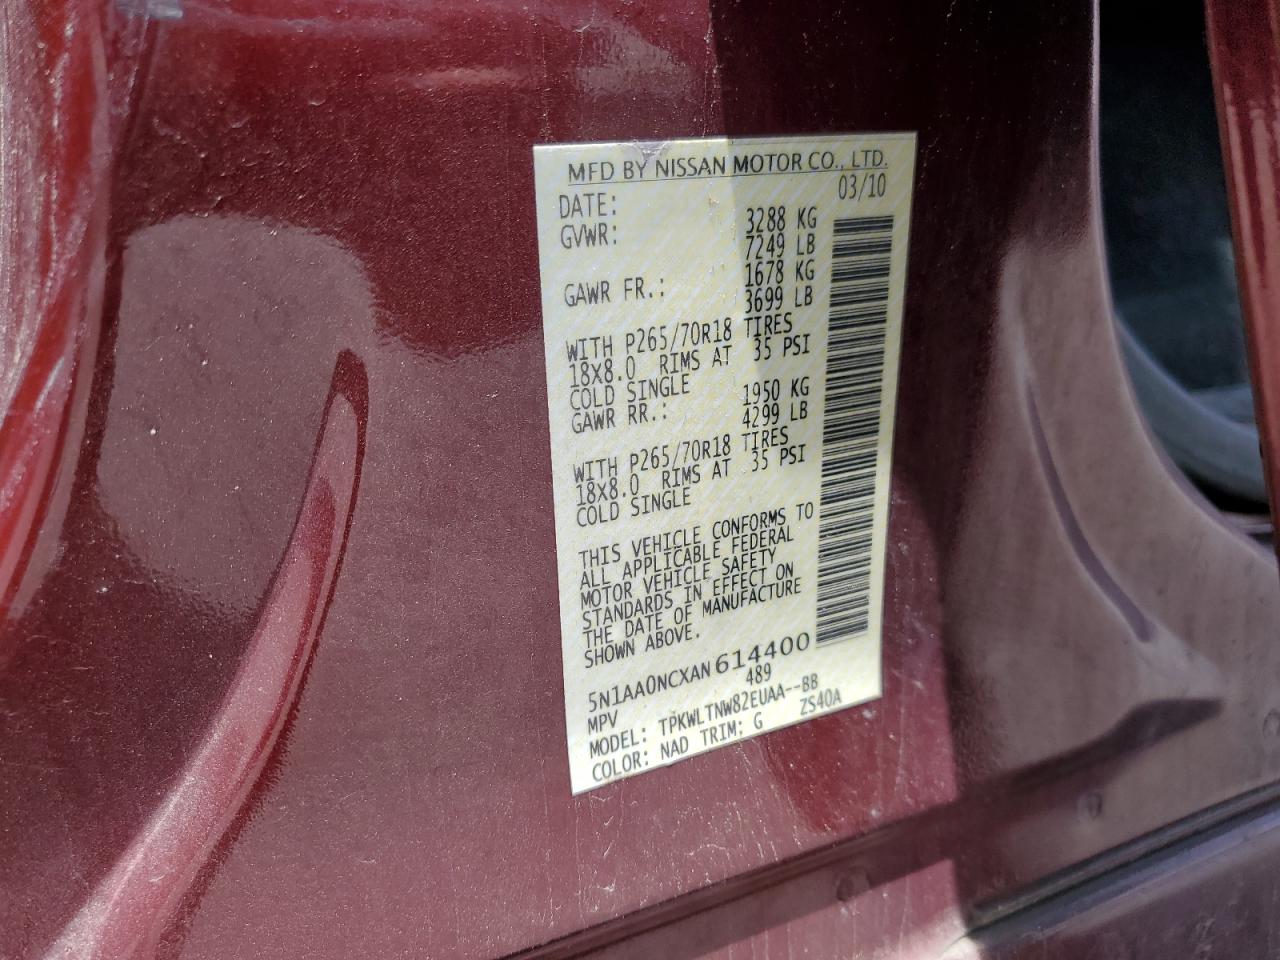 MFD BY NISSAN MOTOR CO., LTD.
DATE: 03/10
GVWR: 3288 KG
7249 LB
GAWR FR.: 1678 KG
3699 LB
WITH P265/70R18 TIRES
18X8.0 RIMS AT 35 PSI
COLD SINGLE
GAWR RR.: 1950 KG
4299 LB
WITH P265/70R18 TIRES
18X8.0 RIMS AT 35 PSI
COLD SINGLE
THIS VEHICLE CONFORMS TO
ALL APPLICABLE FEDERAL
MOTOR VEHICLE SAFETY
STANDARDS IN EFFECT ON
THE DATE OF MANUFACTURE
SHOWN ABOVE.
5N1AA0NCXAN614400
MPV 489
MODEL: TPKWLTNW82EUAA--BB
COLOR: NAD TRIM: G ZS40A